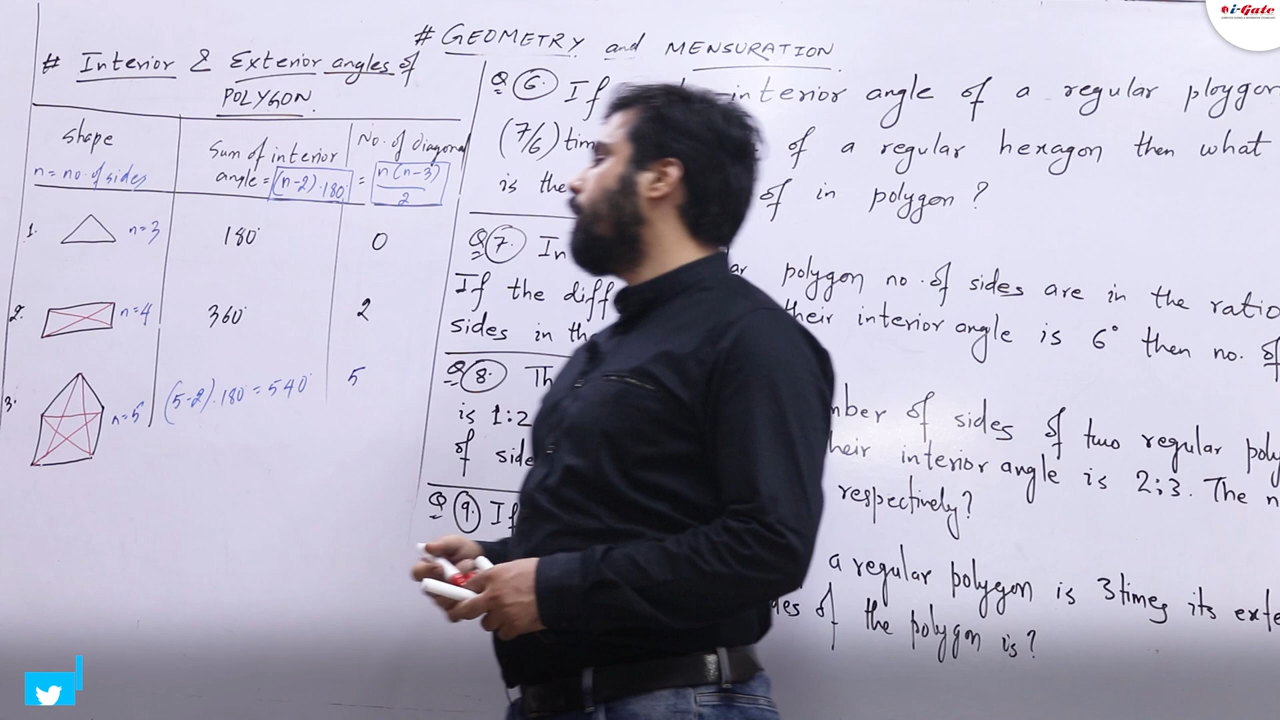 i-Gate
# GEOMETRY and MENSURATION
# Interior & Exterior angles of
POLYGON.
shape
n = no. of sides
Sum of interior
angle = (n-2)·180
No. of diagonal
= n(n-3)/2
1. n=3 180° 0
2. n=4 360° 2
3. n=5 (5-2)·180 = 540° 5
Q 6. If interior angle of a regular ploygon
(7/6) tim of a regular hexagon then what
is the of in polygon ?
Q 7. In polygon no. of sides are in the ratio
If the diff their interior angle is 6° then no. of
sides in the
Q 8. Th mber of sides of two regular poly
is 1:2 heir interior angle is 2:3. The n
of side respectively?
Q 9. If a regular polygon is 3 times its exte
des of the polygon is?